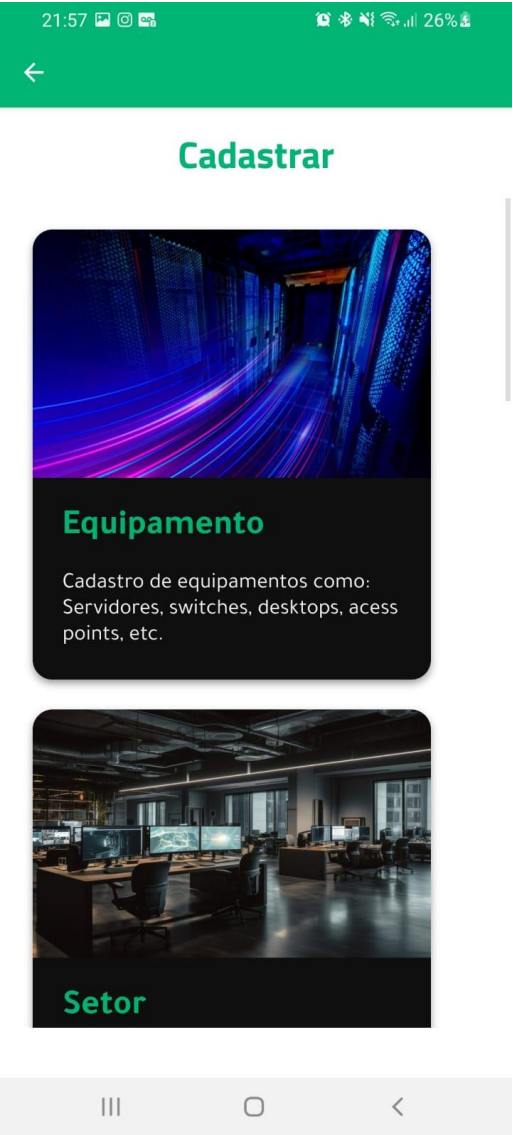 21:57
26%
Cadastrar
Equipamento
Cadastro de equipamentos como:
Servidores, switches, desktops, acess
points, etc.
Setor